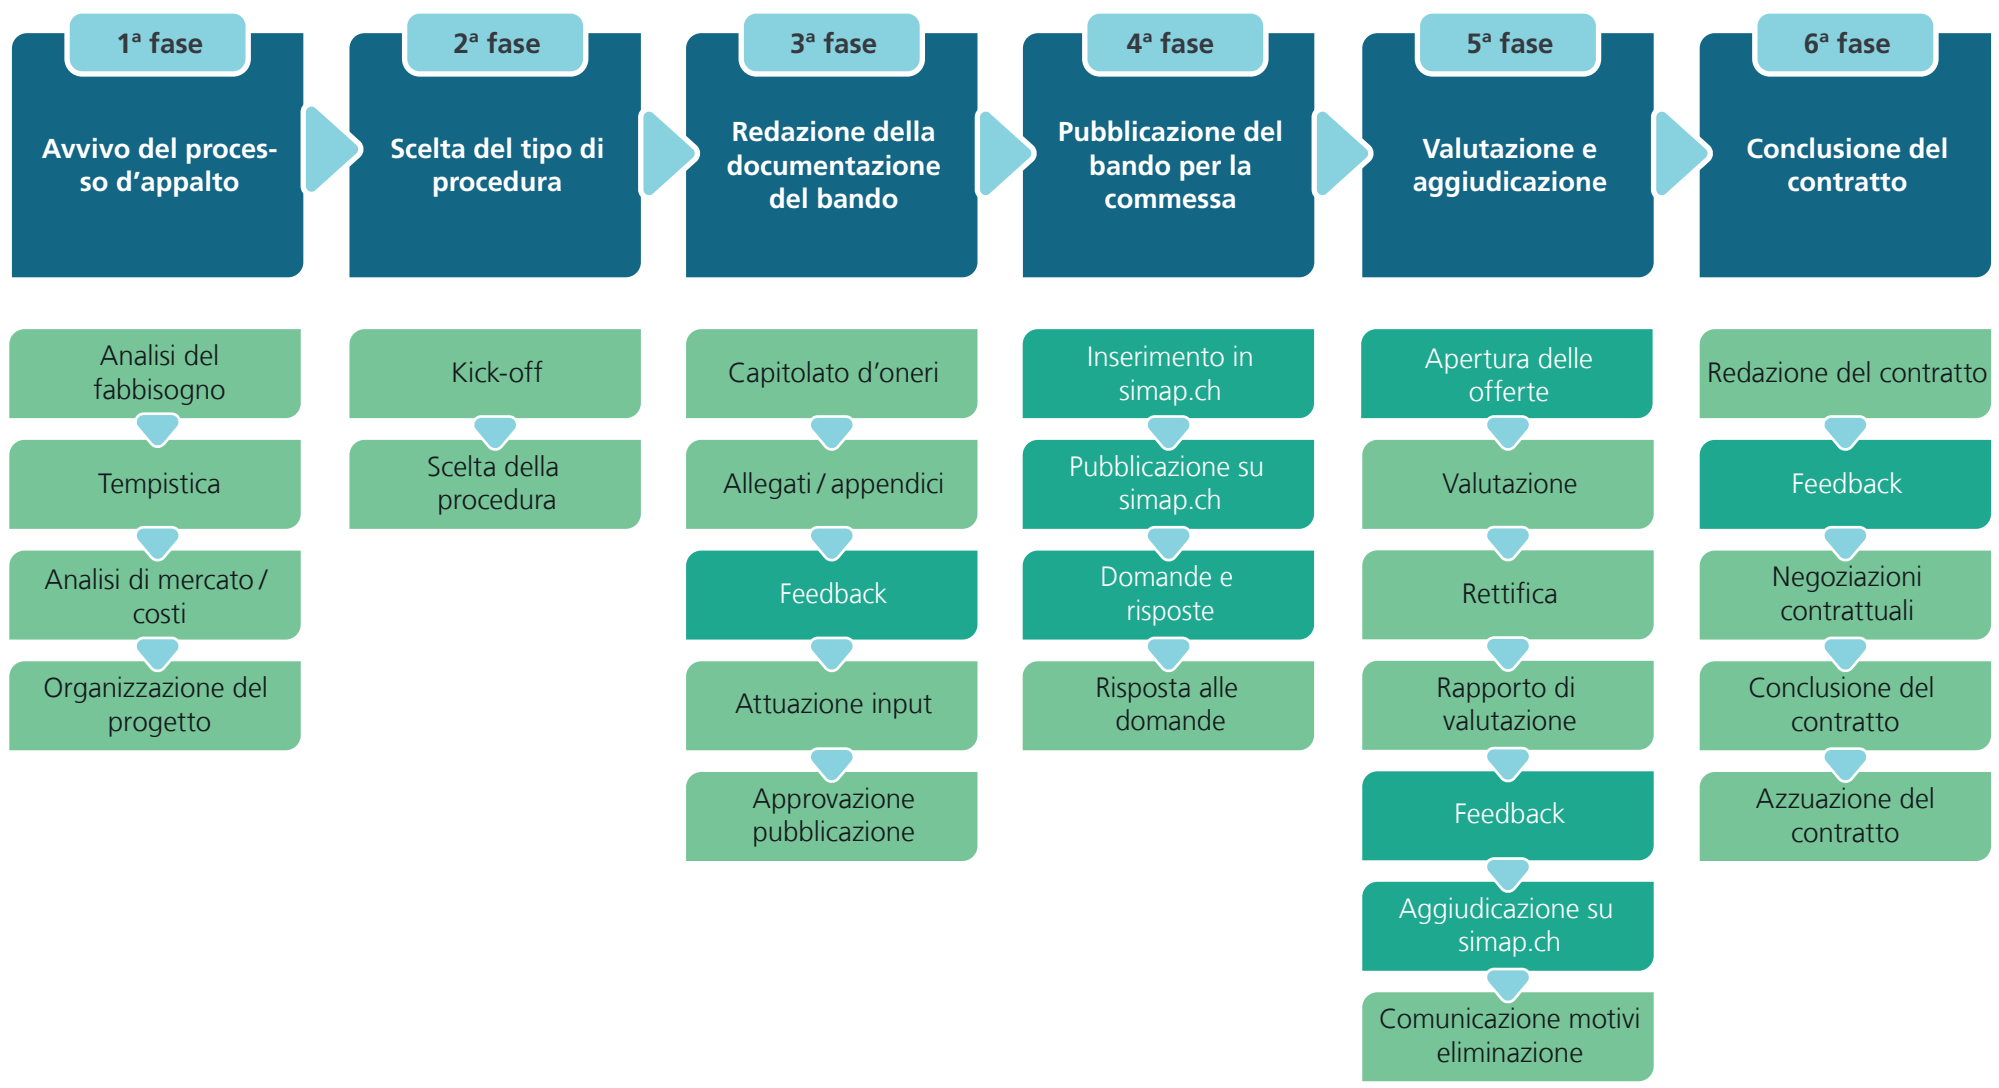 1ª fase
Avvivo del proces-
so d’appalto
Analisi del
fabbisogno
Tempistica
Analisi di mercato /
costi
Organizzazione del
progetto
2ª fase
Scelta del tipo di
procedura
Kick-off
Scelta della
procedura
3ª fase
Redazione della
documentazione
del bando
Capitolato d’oneri
Allegati / appendici
Feedback
Attuazione input
Approvazione
pubblicazione
4ª fase
Pubblicazione del
bando per la
commessa
Inserimento in
simap.ch
Pubblicazione su
simap.ch
Domande e
risposte
Risposta alle
domande
5ª fase
Valutazione e
aggiudicazione
Apertura delle
offerte
Valutazione
Rettifica
Rapporto di
valutazione
Feedback
Aggiudicazione su
simap.ch
Comunicazione motivi
eliminazione
6ª fase
Conclusione del
contratto
Redazione del contratto
Feedback
Negoziazioni
contrattuali
Conclusione del
contratto
Azzuazione del
contratto